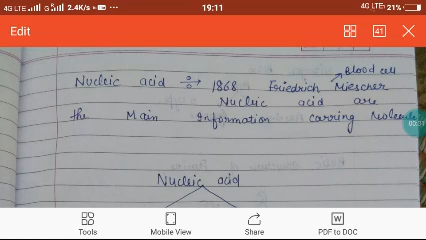 4G LTE G 2.4K/s ... 19:11 4G LTE 21%
Edit 41
Blood cell
Nucleic acid ÷→ 1868 Friedrich Miescher
Nucleic acid are
the Main Information carring Molecule
00:31
Nucleic acid
Tools Mobile View Share PDF to DOC
W